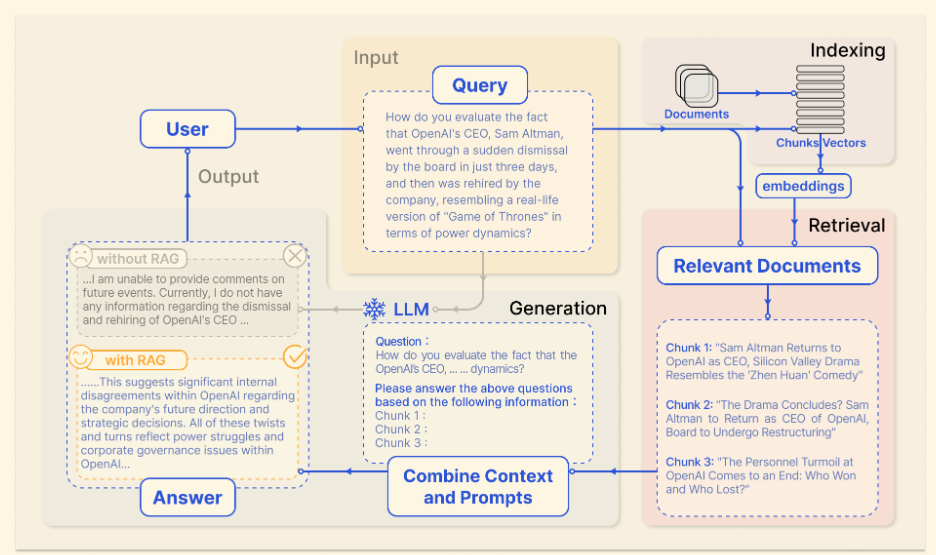 Input
Indexing
Query
Documents
How do you evaluate the fact
that OpenAI's CEO, Sam Altman,
went through a sudden dismissal
by the board in just three days,
and then was rehired by the
company, resembling a real-life
version of "Game of Thrones" in
terms of power dynamics?
User
Chunks Vectors
embeddings
Output
Retrieval
Relevant Documents
without RAG
...I am unable to provide comments on
future events. Currently, I do not have
any information regarding the dismissal
and rehiring of OpenAI's CEO ...
LLM
Generation
Question :
How do you evaluate the fact that the
OpenAI's CEO, ... ... dynamics?
Please answer the above questions
based on the following information :
Chunk 1 :
Chunk 2 :
Chunk 3 :
Chunk 1: "Sam Altman Returns to
OpenAI as CEO, Silicon Valley Drama
Resembles the 'Zhen Huan' Comedy"
Chunk 2: "The Drama Concludes? Sam
Altman to Return as CEO of OpenAI,
Board to Undergo Restructuring"
Chunk 3: "The Personnel Turmoil at
OpenAI Comes to an End: Who Won
and Who Lost?"
with RAG
......This suggests significant internal
disagreements within OpenAI regarding
the company's future direction and
strategic decisions. All of these twists
and turns reflect power struggles and
corporate governance issues within
OpenAI...
Combine Context
and Prompts
Answer